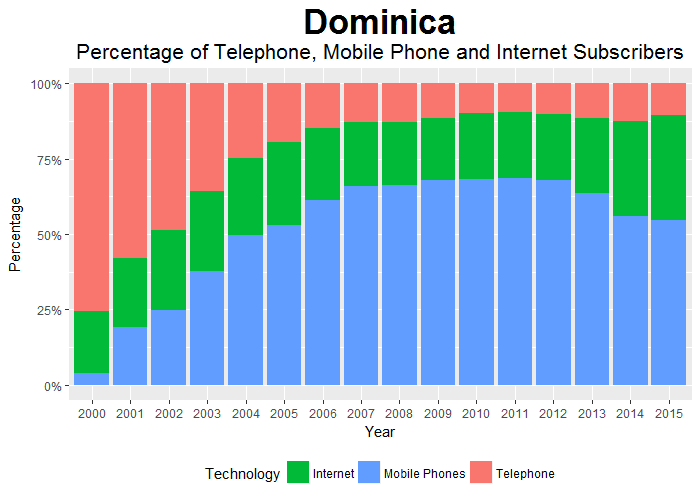 Dominica
Percentage of Telephone, Mobile Phone and Internet Subscribers
100%
75%
50%
25%
0%
Percentage
2000 2001 2002 2003 2004 2005 2006 2007 2008 2009 2010 2011 2012 2013 2014 2015
Year
Technology Internet Mobile Phones Telephone